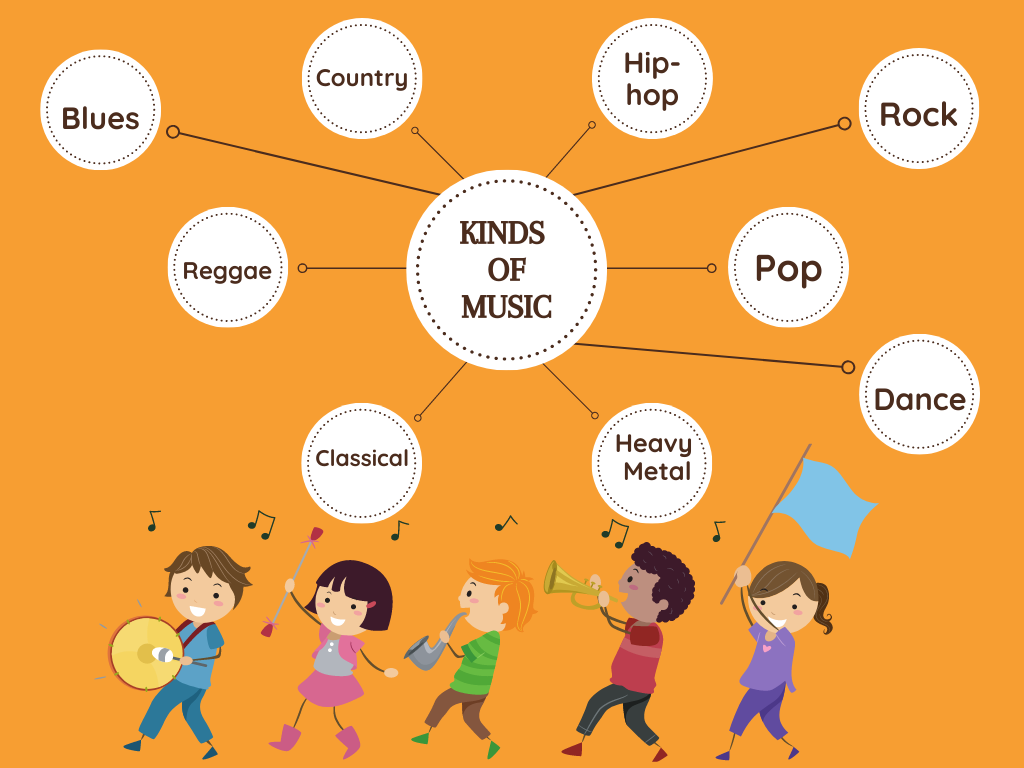 Country
Hip-
hop
Blues
Rock
KINDS
OF
MUSIC
Reggae
Pop
Dance
Classical
Heavy
Metal